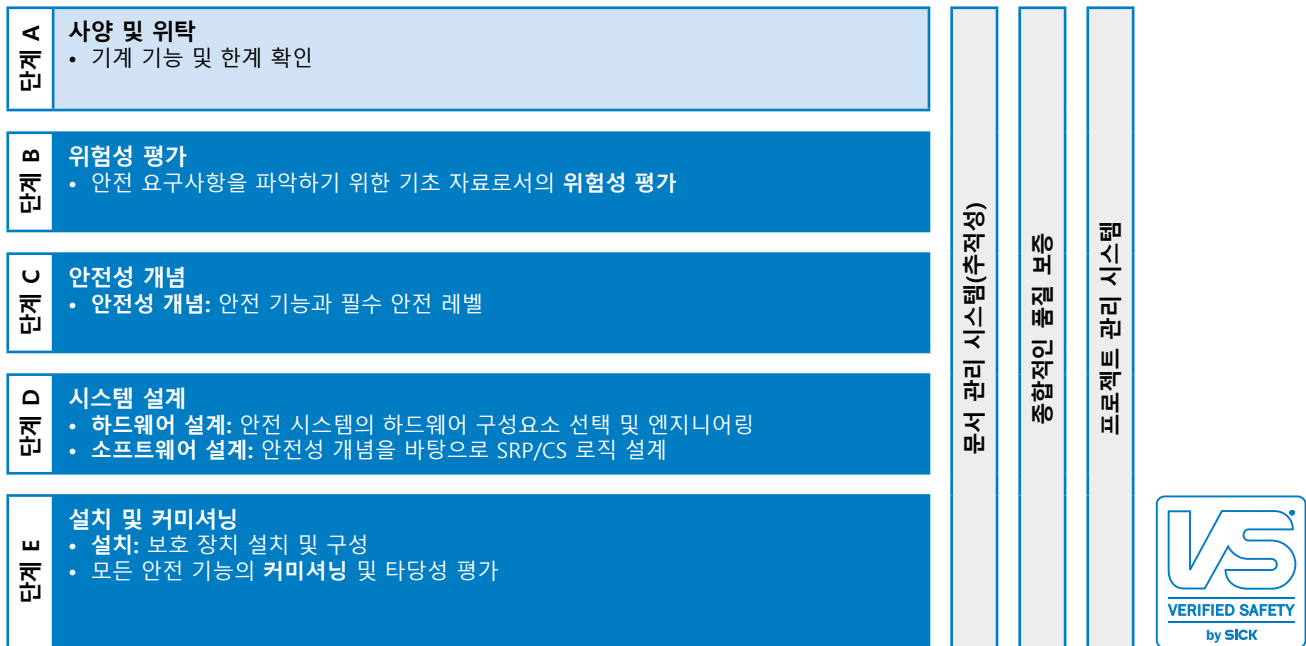 단계 A
사양 및 위탁
• 기계 기능 및 한계 확인
단계 B
위험성 평가
• 안전 요구사항을 파악하기 위한 기초 자료로서의 위험성 평가
단계 C
안전성 개념
• 안전성 개념: 안전 기능과 필수 안전 레벨
단계 D
시스템 설계
• 하드웨어 설계: 안전 시스템의 하드웨어 구성요소 선택 및 엔지니어링
• 소프트웨어 설계: 안전성 개념을 바탕으로 SRP/CS 로직 설계
단계 E
설치 및 커미셔닝
• 설치: 보호 장치 설치 및 구성
• 모든 안전 기능의 커미셔닝 및 타당성 평가
문서 관리 시스템(추적성)
종합적인 품질 보증
프로젝트 관리 시스템
VS
VERIFIED SAFETY
by SICK